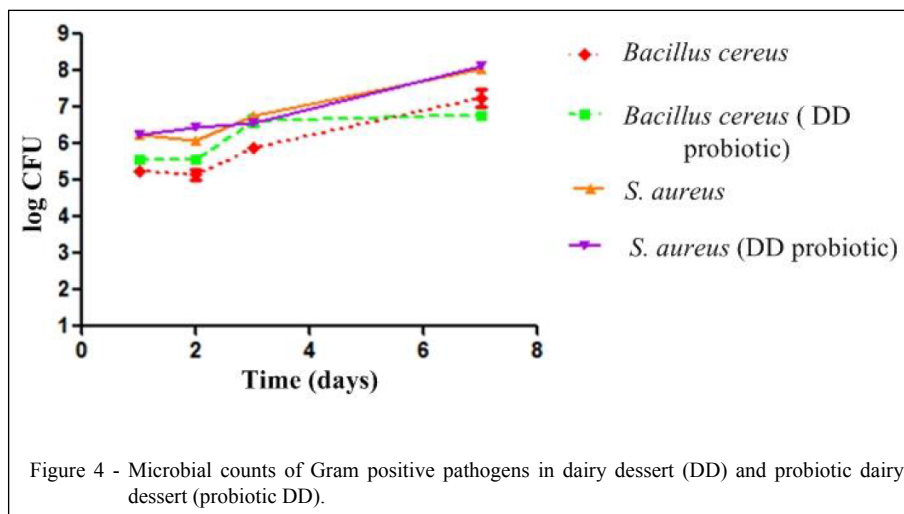 9
8
7
6
5
4
3
2
1
log CFU
0
2
4
6
8
Time (days)
Bacillus cereus
Bacillus cereus ( DD
probiotic)
S. aureus
S. aureus (DD probiotic)
Figure 4 - Microbial counts of Gram positive pathogens in dairy dessert (DD) and probiotic dairy
dessert (probiotic DD).